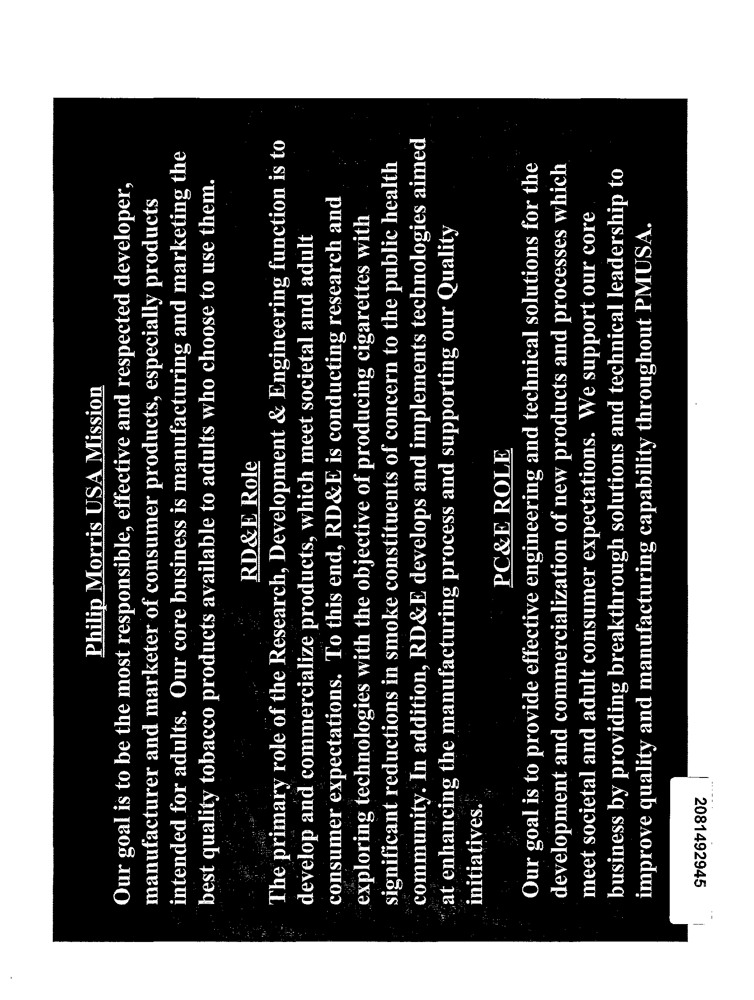 Philip Morris USA Mission
Our goal is to be the most responsible, effective and respected developer,
manufacturer and marketer of consumer products, especially products
intended for adults. Our core business is manufacturing and marketing the
best quality tobacco products available to adults who choose to use them.
RD&E Role
The primary role of the Research, Development & Engineering function is to
develop and commercialize products, which meet societal and adult
consumer expectations. To this end, RD&E is conducting research and
exploring technologies with the objective of producing cigarettes with
significant reductions in smoke constituents of concern to the public health
community. In addition, RD&E develops and implements technologies aimed
at enhancing the manufacturing process and supporting our Quality
initiatives.
PC&E ROLE
Our goal is to provide effective engineering and technical solutions for the
development and commercialization of new products and processes which
meet societal and adult consumer expectations. We support our core
business by providing breakthrough solutions and technical leadership to
improve quality and manufacturing capability throughout PMUSA.
2081492945